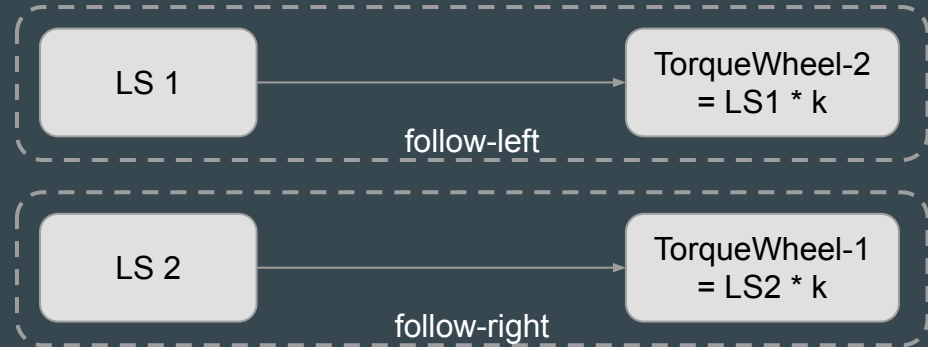 LS 1
TorqueWheel-2
= LS1 * k
follow-left
LS 2
TorqueWheel-1
= LS2 * k
follow-right